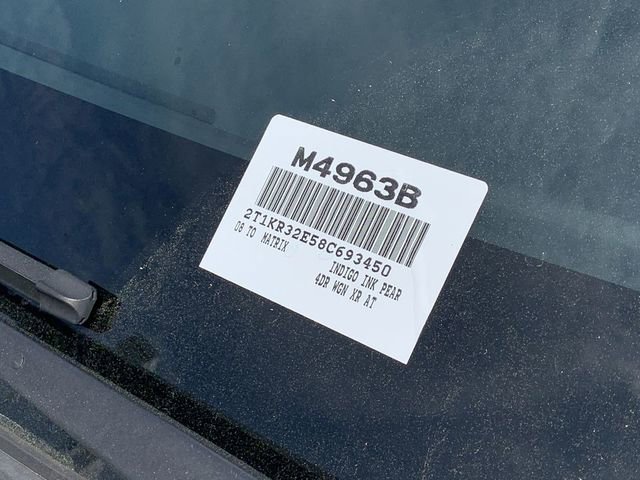 M4963B
2T1KR32E58C693450
08 TO MATRIX
INDIGO INK PEAR
4DR WGN XR AT